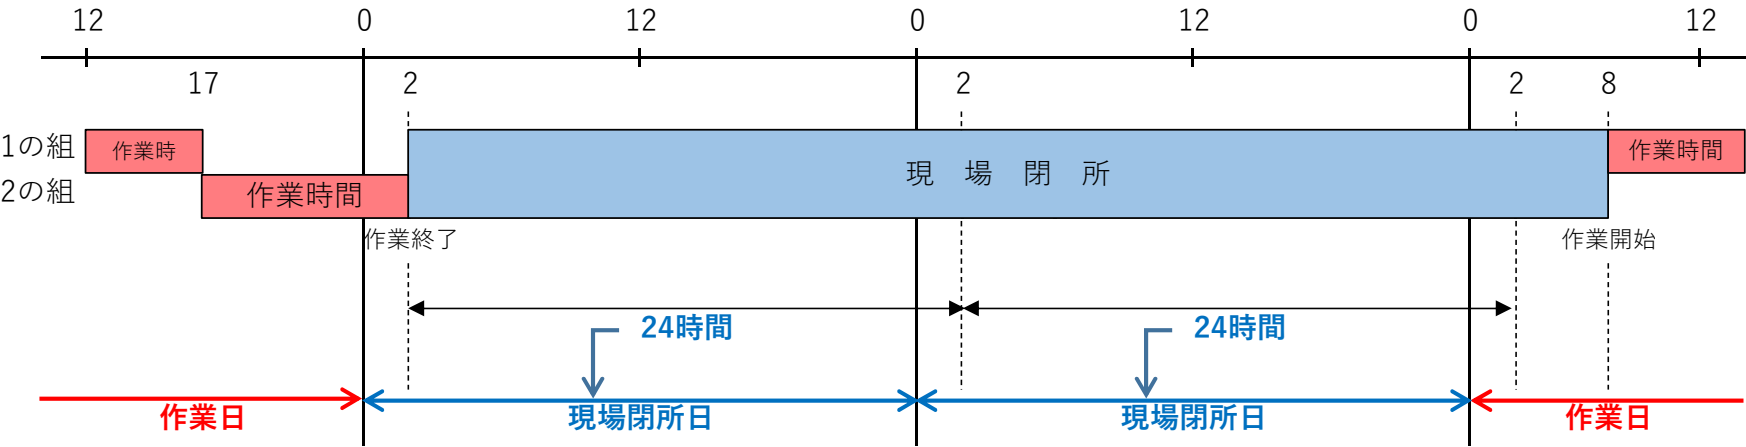 12 0 12 0 12 0 12
17 2 2 2 8
1の組 作業時 現場閉所 作業時間
2の組 作業時間
作業終了 作業開始
24時間 24時間
作業日 現場閉所日 現場閉所日 作業日